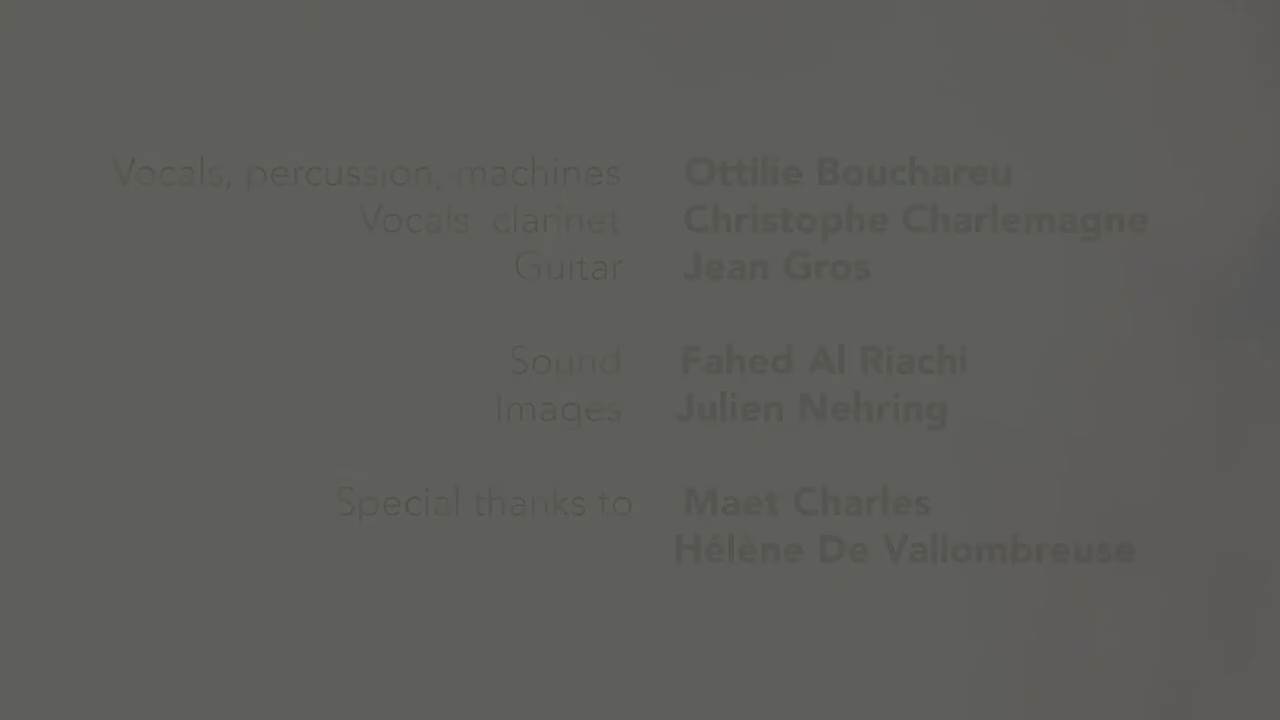 Vocals, percussion, machines Ottilie Bouchareu
Vocals clarinet Christophe Charlemagne
Guitar Jean Gros
Sound Fahed Al Riachi
Images Julien Nehring
Special thanks to Maet Charles
Hélène De Vallombreuse